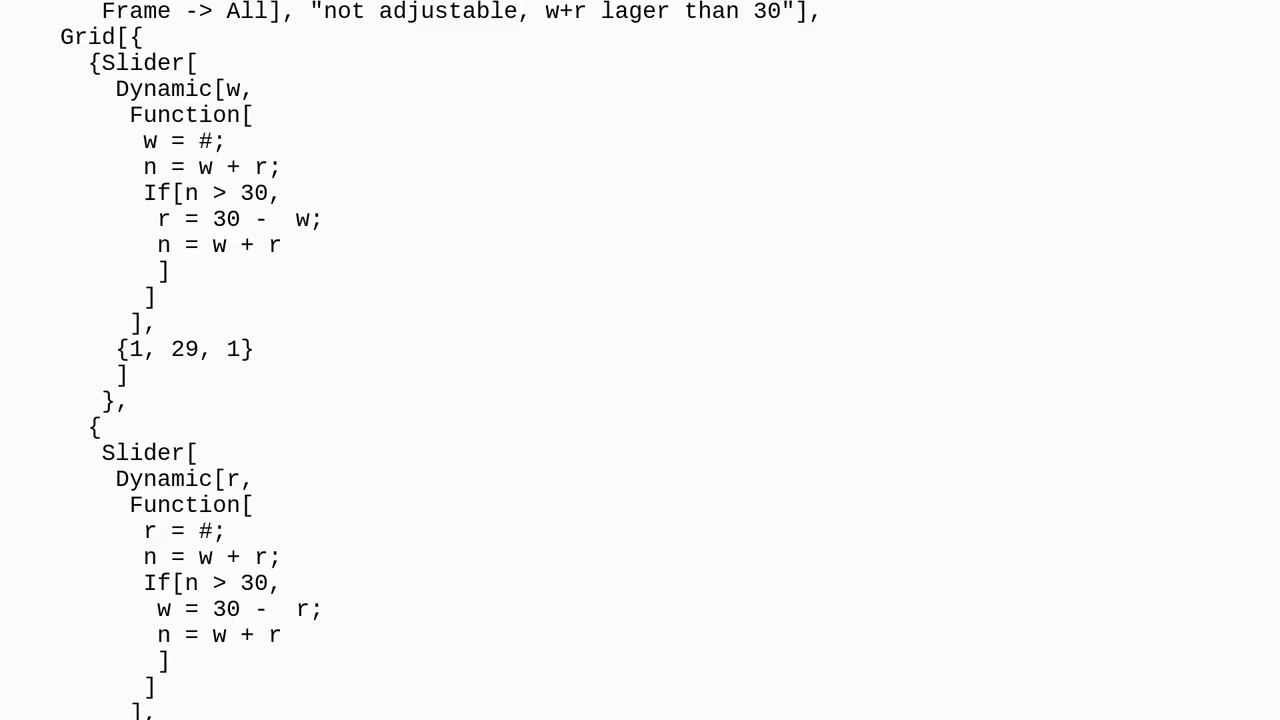 Frame -> All], "not adjustable, w+r lager than 30"],
Grid[{
{Slider[
Dynamic[w,
Function[
w = #;
n = w + r;
If[n > 30,
r = 30 -  w;
n = w + r
]
]
],
{1, 29, 1}
]
},
{
Slider[
Dynamic[r,
Function[
r = #;
n = w + r;
If[n > 30,
w = 30 -  r;
n = w + r
]
]
],